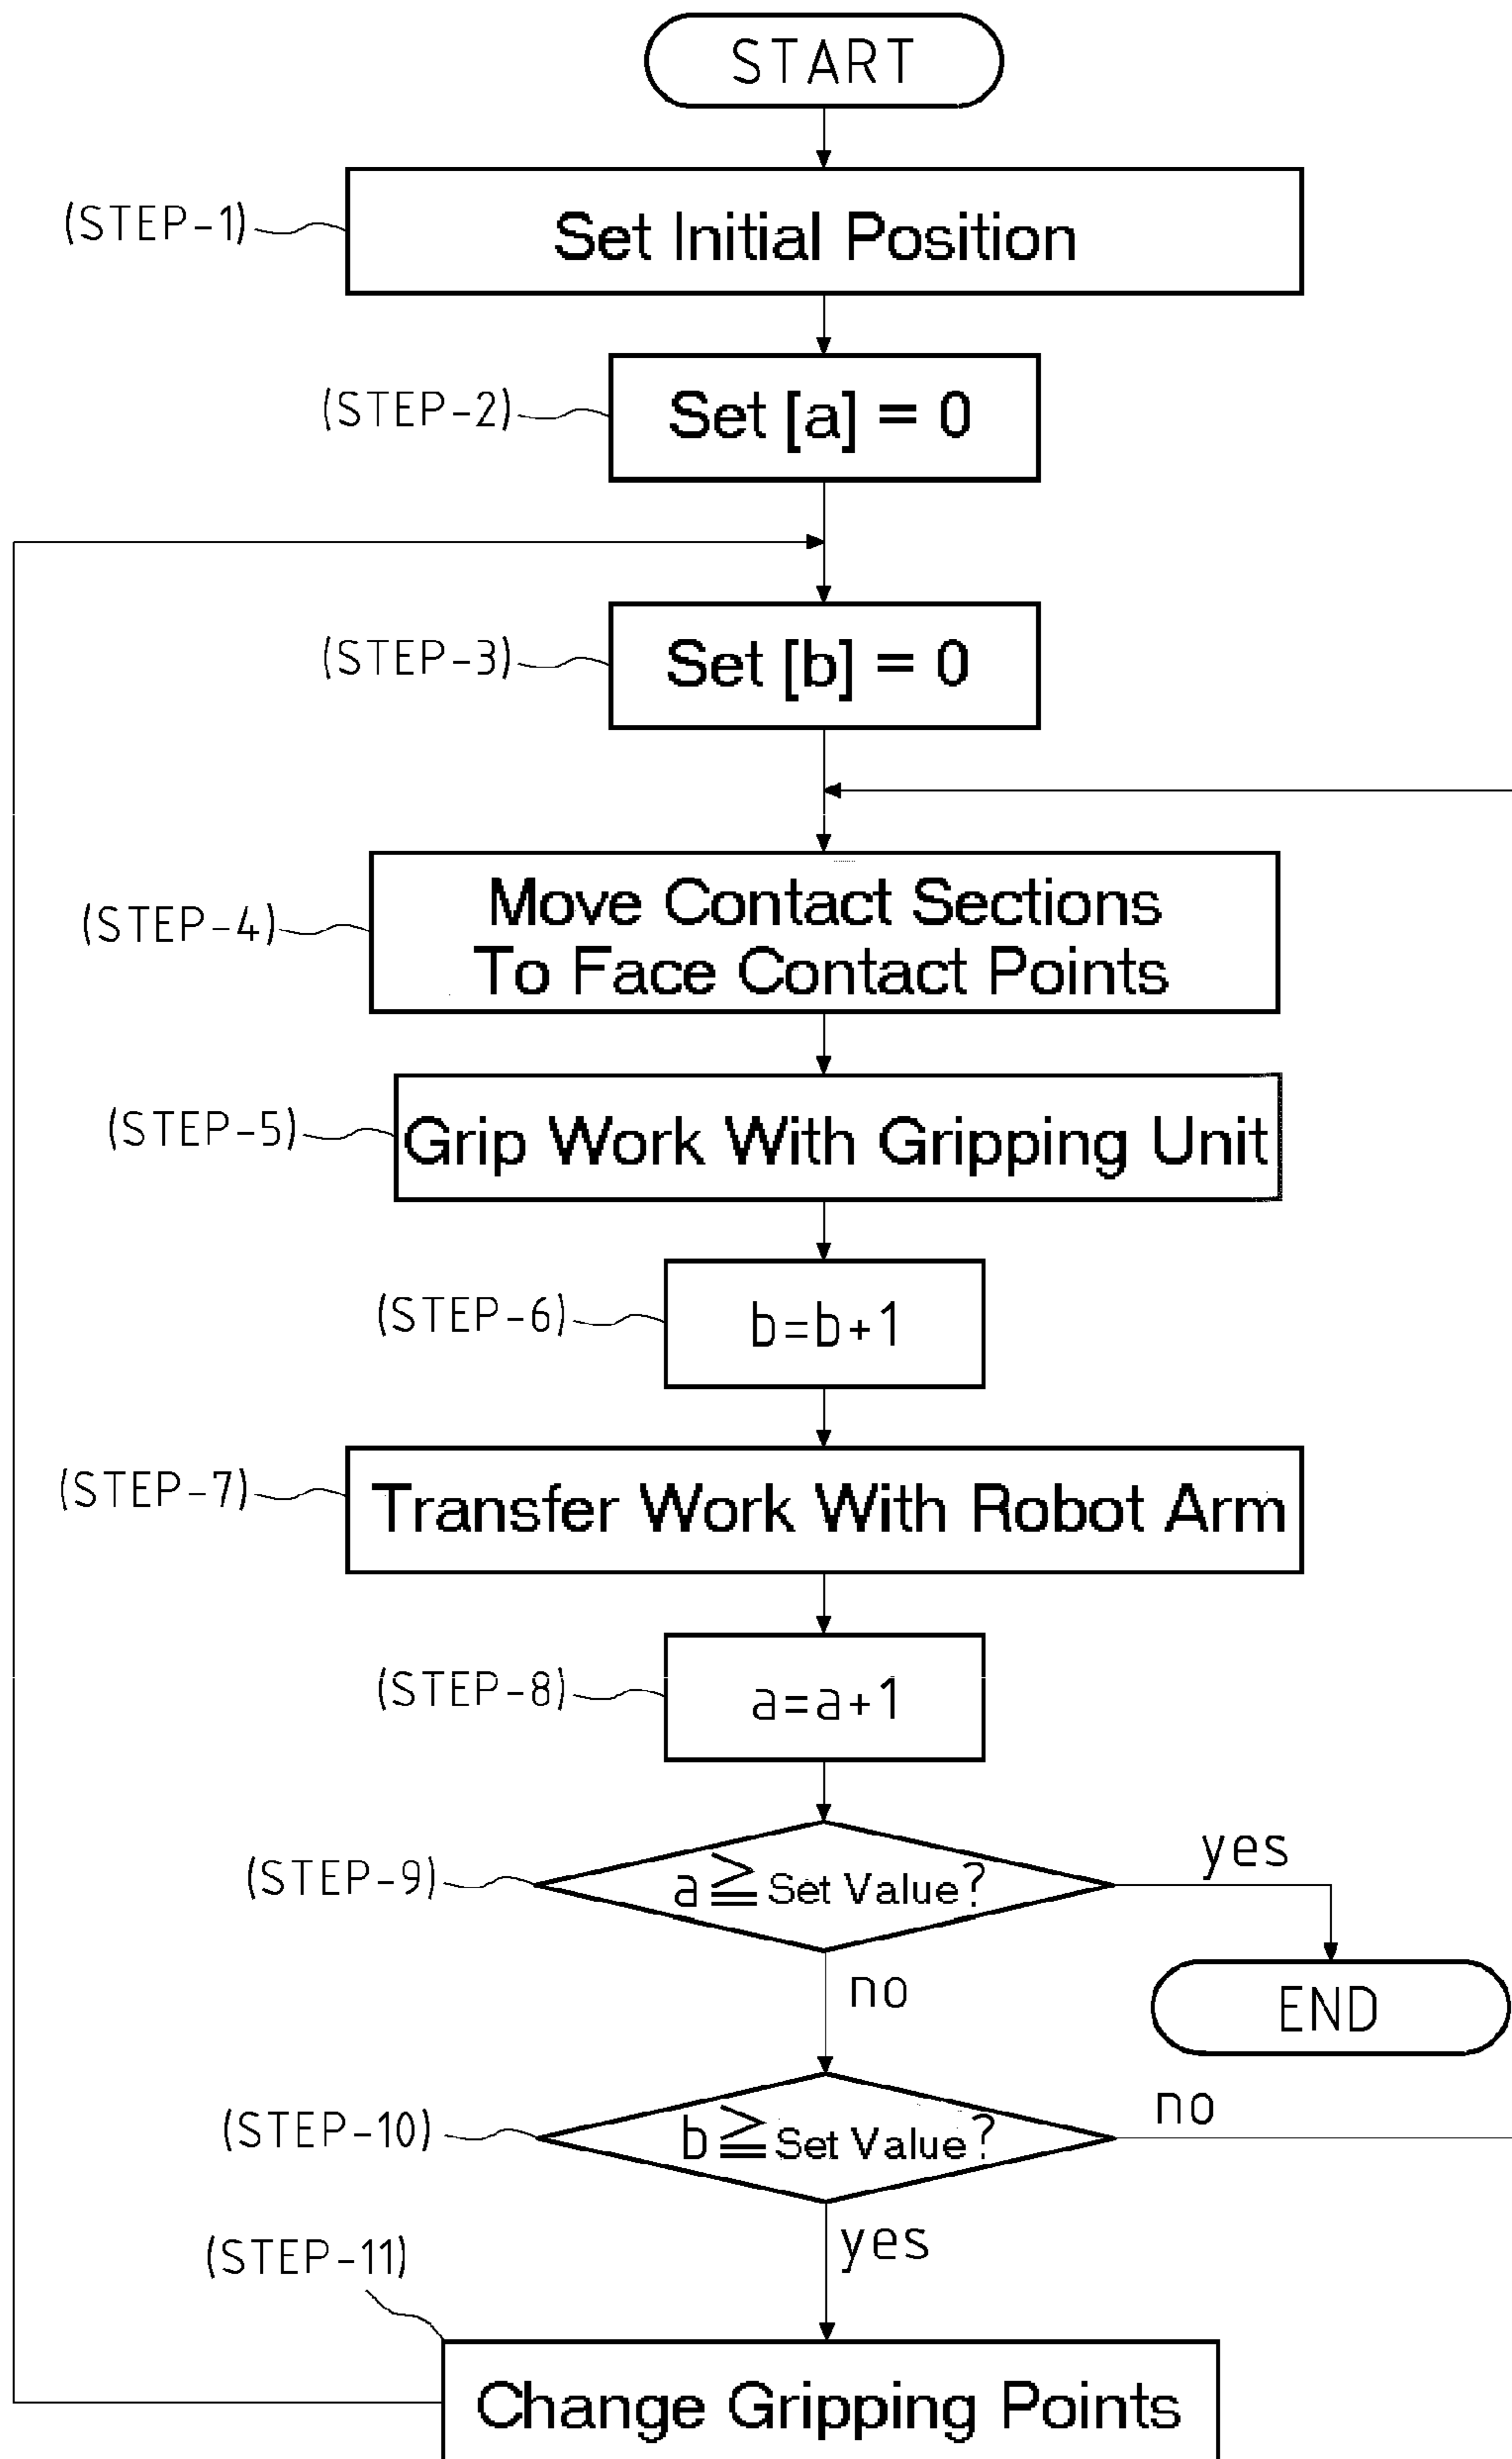 START
(STEP-1)
Set Initial Position
(STEP-2)
Set [a] = 0
(STEP-3)
Set [b] = 0
(STEP-4)
Move Contact Sections
To Face Contact Points
(STEP-5)
Grip Work With Gripping Unit
(STEP-6)
b=b+1
(STEP-7)
Transfer Work With Robot Arm
(STEP-8)
a=a+1
(STEP-9)
a ≧ Set Value?
yes
no
END
(STEP-10)
b ≧ Set Value?
no
yes
(STEP-11)
Change Gripping Points